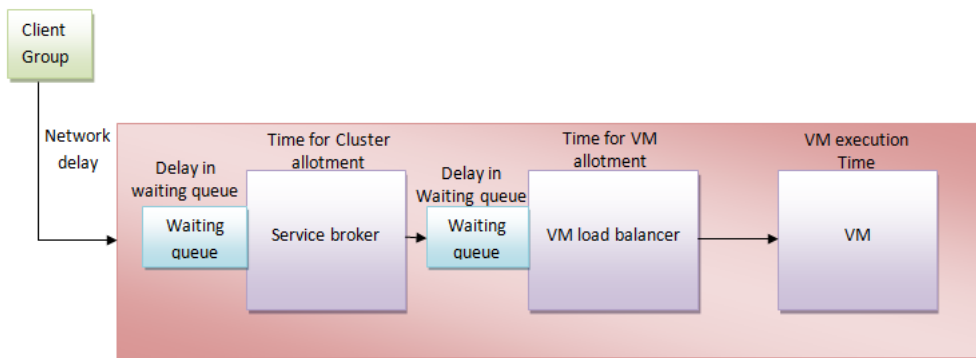 Client
Group
Network
delay
Delay in
waiting queue
Waiting
queue
Time for Cluster
allotment
Service broker
Delay in
Waiting queue
Waiting
queue
Time for VM
allotment
VM load balancer
VM execution
Time
VM